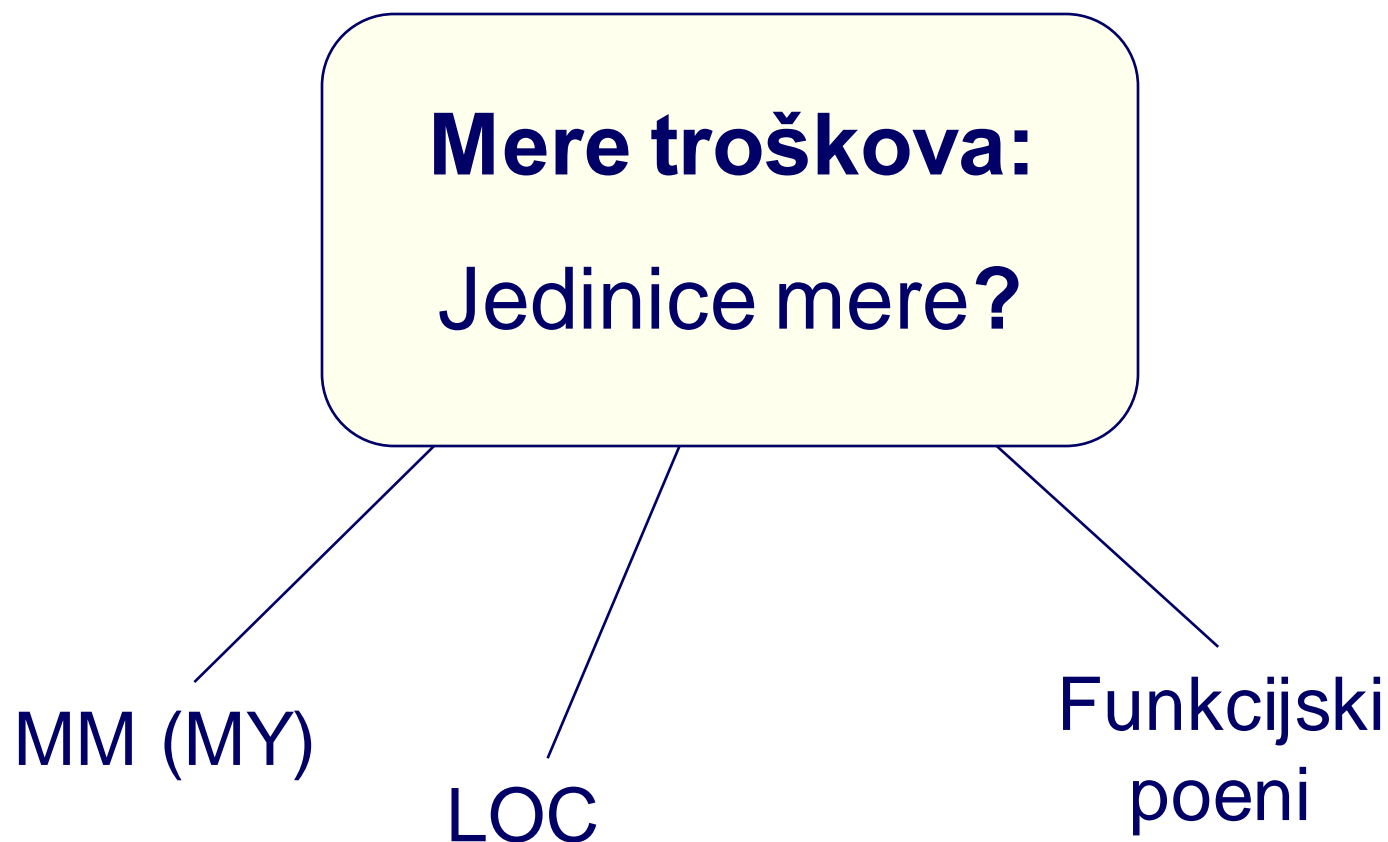 Mere troškova:
Jedinice mere?
MM (MY)
LOC
Funkcijski
poeni